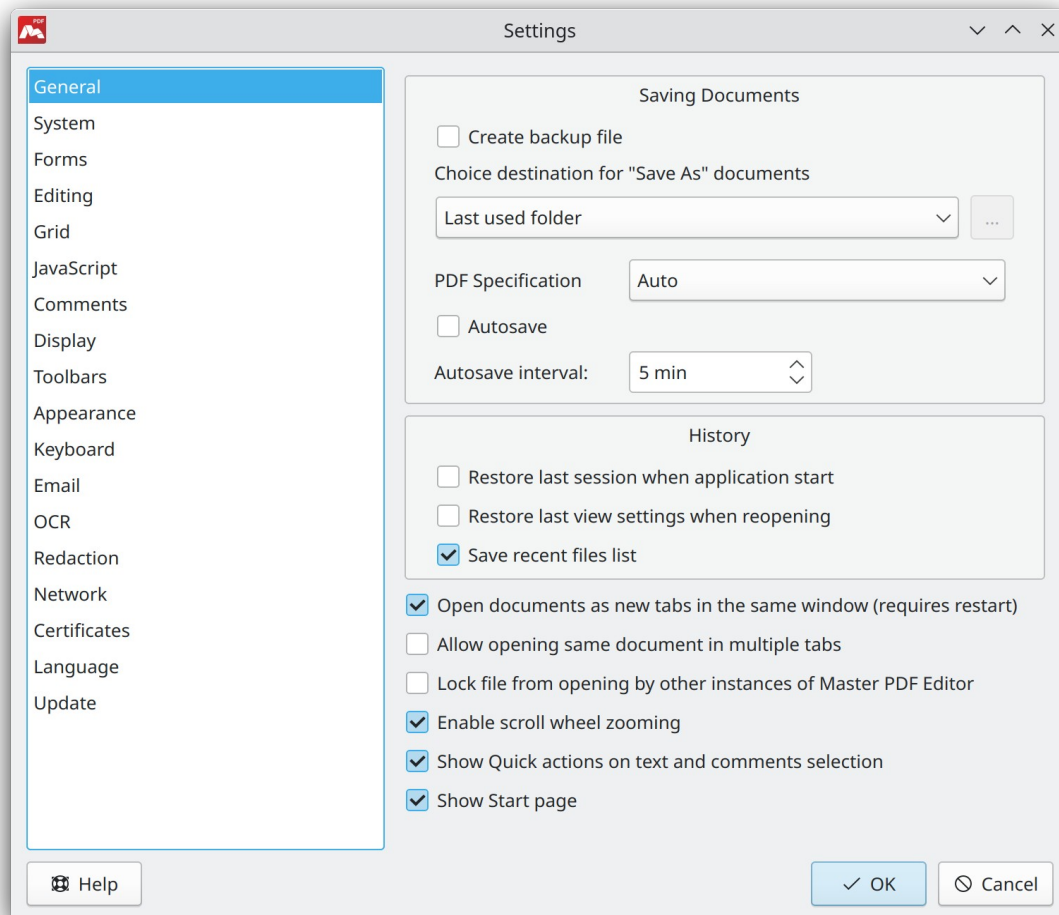 PDF
Settings
General
System
Forms
Editing
Grid
JavaScript
Comments
Display
Toolbars
Appearance
Keyboard
Email
OCR
Redaction
Network
Certificates
Language
Update
Saving Documents
Create backup file
Choice destination for "Save As" documents
Last used folder
...
PDF Specification
Auto
Autosave
Autosave interval:
5 min
History
Restore last session when application start
Restore last view settings when reopening
Save recent files list
Open documents as new tabs in the same window (requires restart)
Allow opening same document in multiple tabs
Lock file from opening by other instances of Master PDF Editor
Enable scroll wheel zooming
Show Quick actions on text and comments selection
Show Start page
Help
OK
Cancel